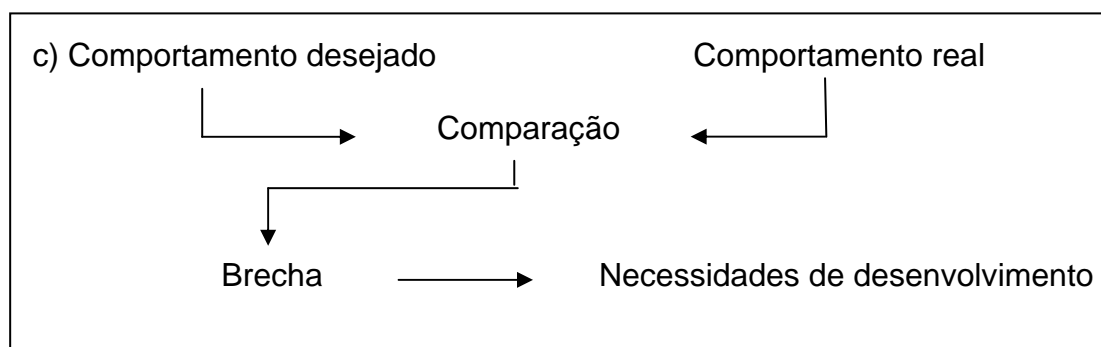 c) Comportamento desejado Comportamento real
Comparação
Brecha Necessidades de desenvolvimento